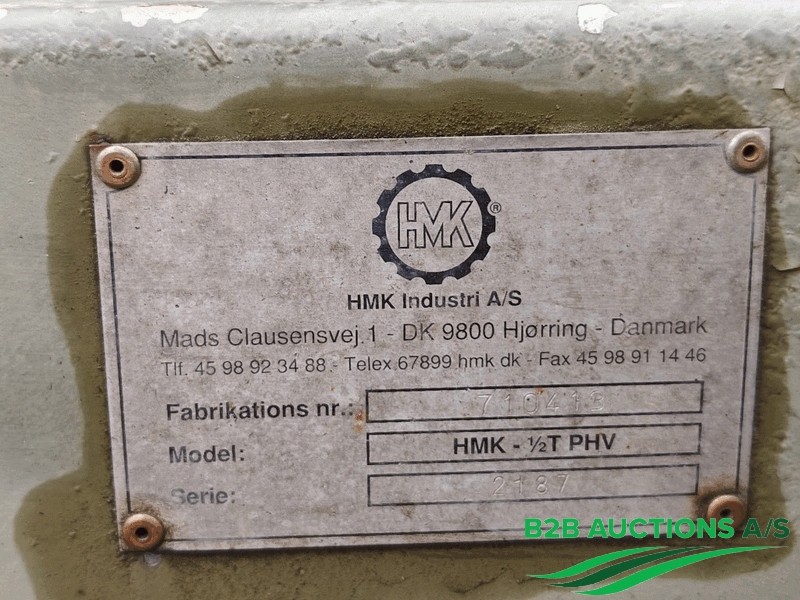 HMK ®
HMK Industri A/S
Mads Clausensvej 1 - DK 9800 Hjørring - Danmark
Tlf. 45 98 92 34 88 - Telex 67899 hmk dk - Fax 45 98 91 14 46
Fabrikations nr.:
Model: HMK - ½T PHV
Serie: 2187
B2B AUCTIONS A/S